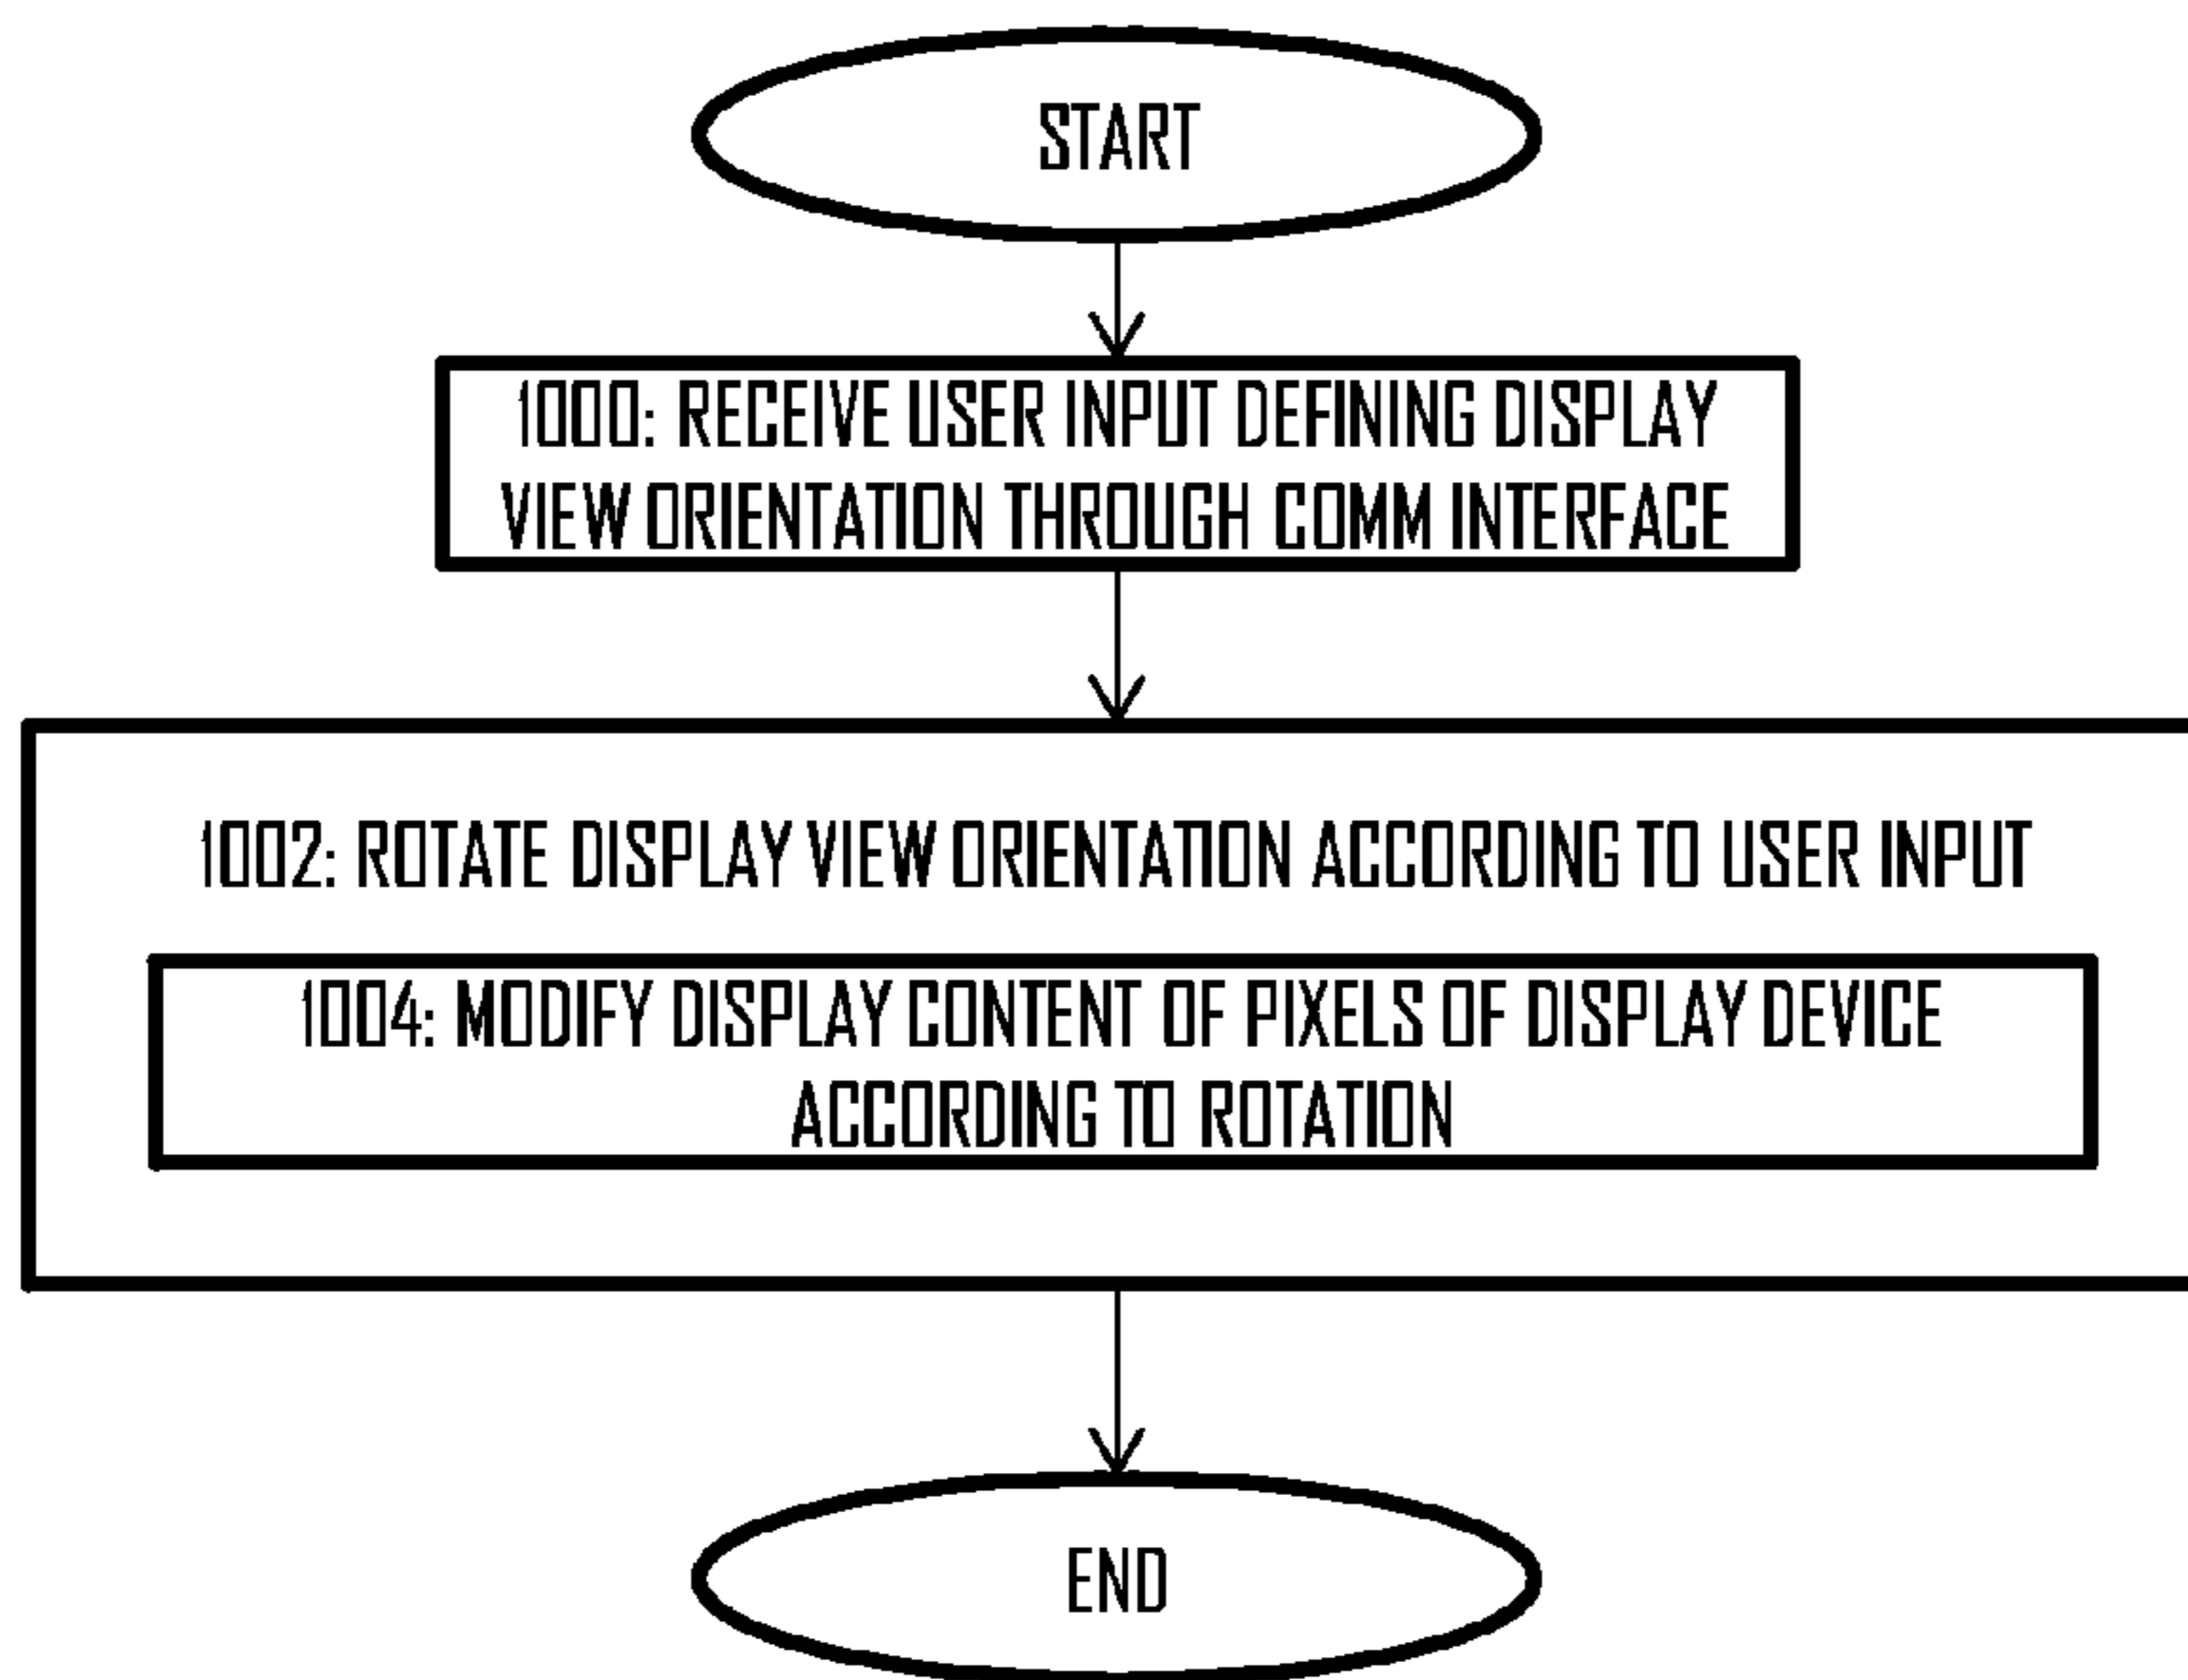 START
1000: RECEIVE USER INPUT DEFINING DISPLAY
VIEW ORIENTATION THROUGH COMM INTERFACE
1002: ROTATE DISPLAY VIEW ORIENTATION ACCORDING TO USER INPUT
1004: MODIFY DISPLAY CONTENT OF PIXELS OF DISPLAY DEVICE
ACCORDING TO ROTATION
END